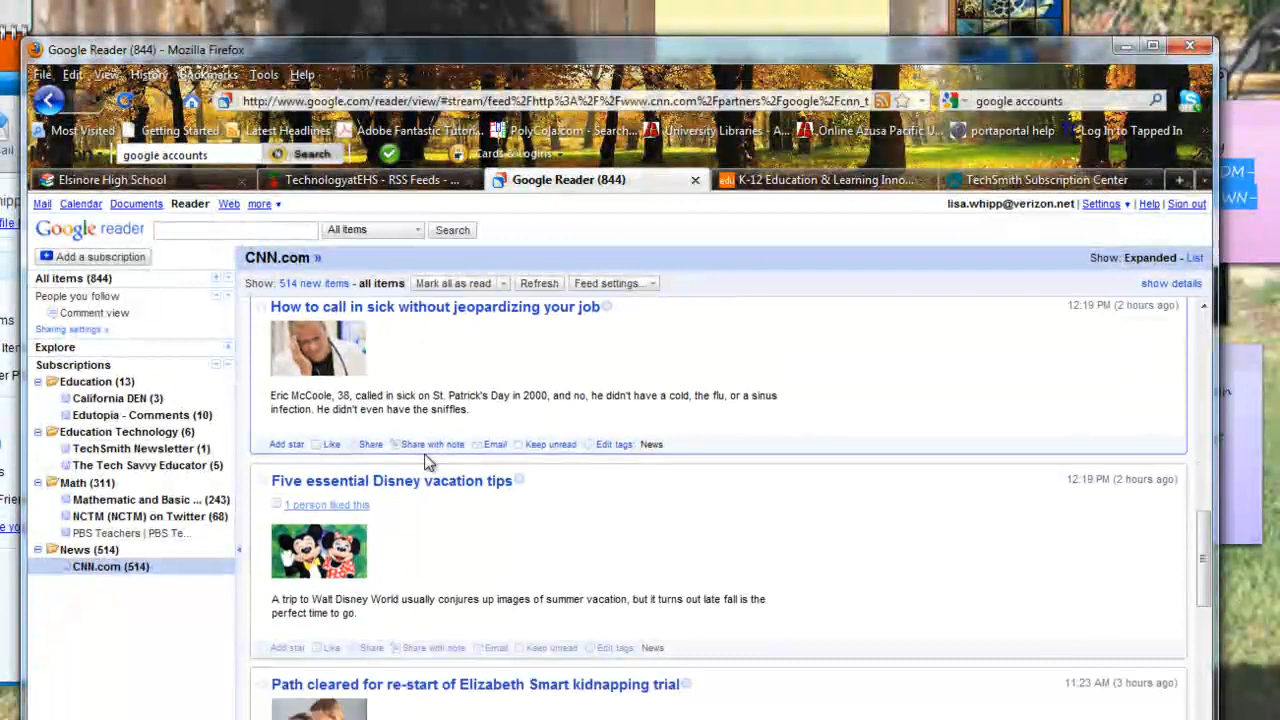 Google Reader (844) - Mozilla Firefox
File Edit View History Bookmarks Tools Help
http://www.google.com/reader/view/#stream/feed%2Fhttp%3A%2F%2Fwww.cnn.com%2Fpartners%2Fgoogle%2Fcnn_t
google accounts
Most Visited Getting Started Latest Headlines Adobe Fantastic Tutori... PolyCola.com - Search... University Libraries - A... Online Azusa Pacific U... portaportal help Log In to Tapped In
google accounts Search Cards & Logins
Elsinore High School TechnologyatEHS - RSS Feeds - ... Google Reader (844) K-12 Education & Learning Inno... TechSmith Subscription Center
Mail Calendar Documents Reader Web more lisa.whipp@verizon.net | Settings | Help | Sign out
Google reader All items Search
Add a subscription
CNN.com » Show: Expanded - List
All items (844)
Show: 514 new items - all items Mark all as read Refresh Feed settings... show details
People you follow
Comment view
Sharing settings »
Explore
Subscriptions
Education (13)
California DEN (3)
Edutopia - Comments (10)
Education Technology (6)
TechSmith Newsletter (1)
The Tech Savvy Educator (5)
Math (311)
Mathematic and Basic ... (243)
NCTM (NCTM) on Twitter (68)
PBS Teachers | PBS Te...
News (514)
CNN.com (514)
How to call in sick without jeopardizing your job 12:19 PM (2 hours ago)
Eric McCoole, 38, called in sick on St. Patrick's Day in 2000, and no, he didn't have a cold, the flu, or a sinus
infection. He didn't even have the sniffles.
Add star Like Share Share with note Email Keep unread Edit tags: News
Five essential Disney vacation tips 12:19 PM (2 hours ago)
1 person liked this
A trip to Walt Disney World usually conjures up images of summer vacation, but it turns out late fall is the
perfect time to go.
Add star Like Share Share with note Email Keep unread Edit tags: News
Path cleared for re-start of Elizabeth Smart kidnapping trial 11:23 AM (3 hours ago)